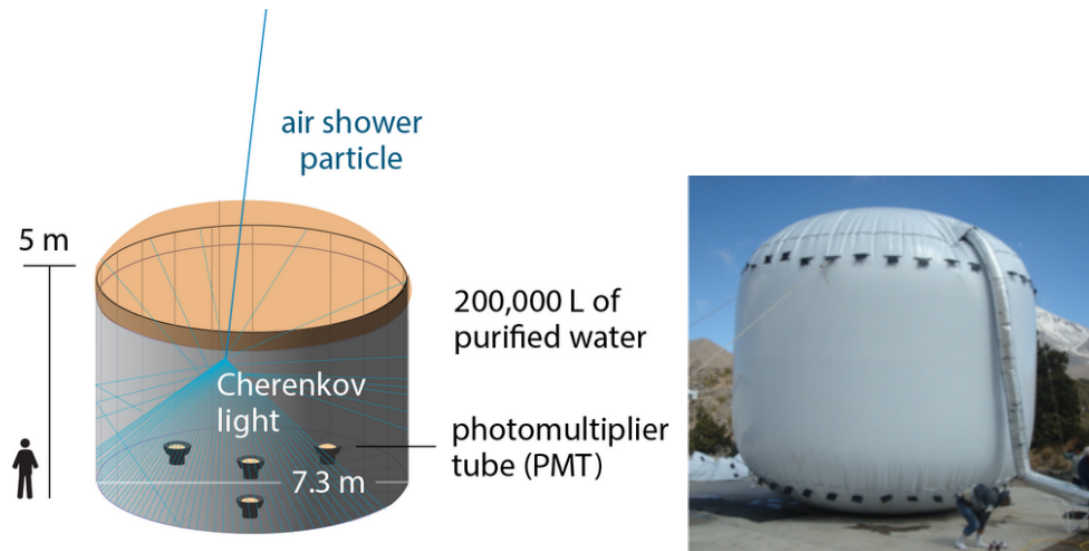 air shower
particle
5 m
200,000 L of
purified water
Cherenkov
light
photomultiplier
tube (PMT)
7.3 m